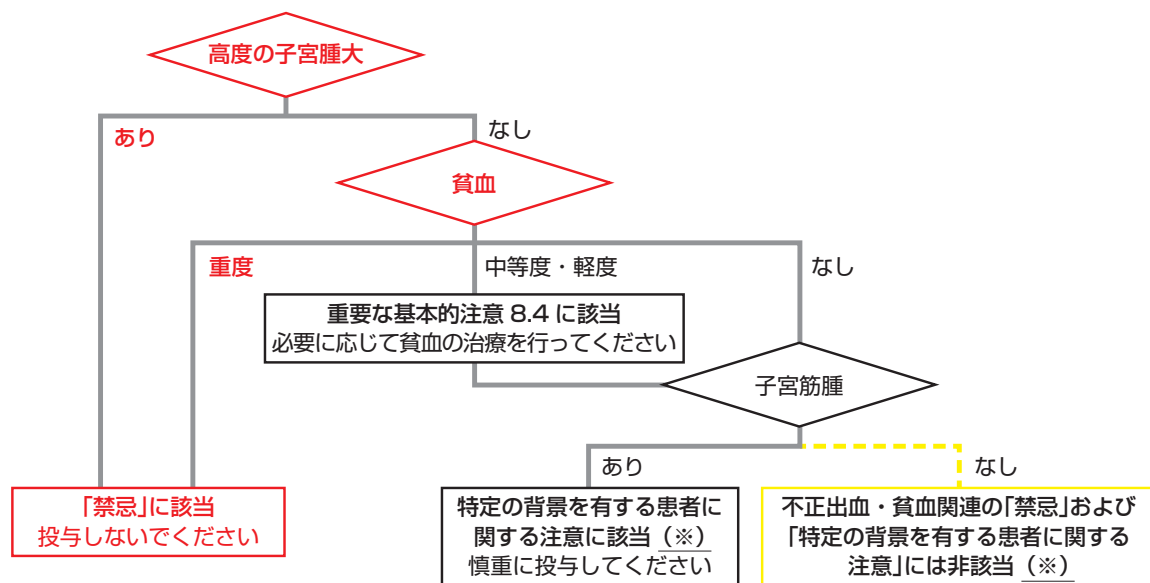 高度の子宮腫大
あり
なし
貧血
重度
中等度・軽度
なし
重要な基本的注意 8.4 に該当
必要に応じて貧血の治療を行ってください
子宮筋腫
あり
なし
「禁忌」に該当
投与しないでください
特定の背景を有する患者に
関する注意に該当（※）
慎重に投与してください
不正出血・貧血関連の「禁忌」および
「特定の背景を有する患者に関する
注意」には非該当（※）